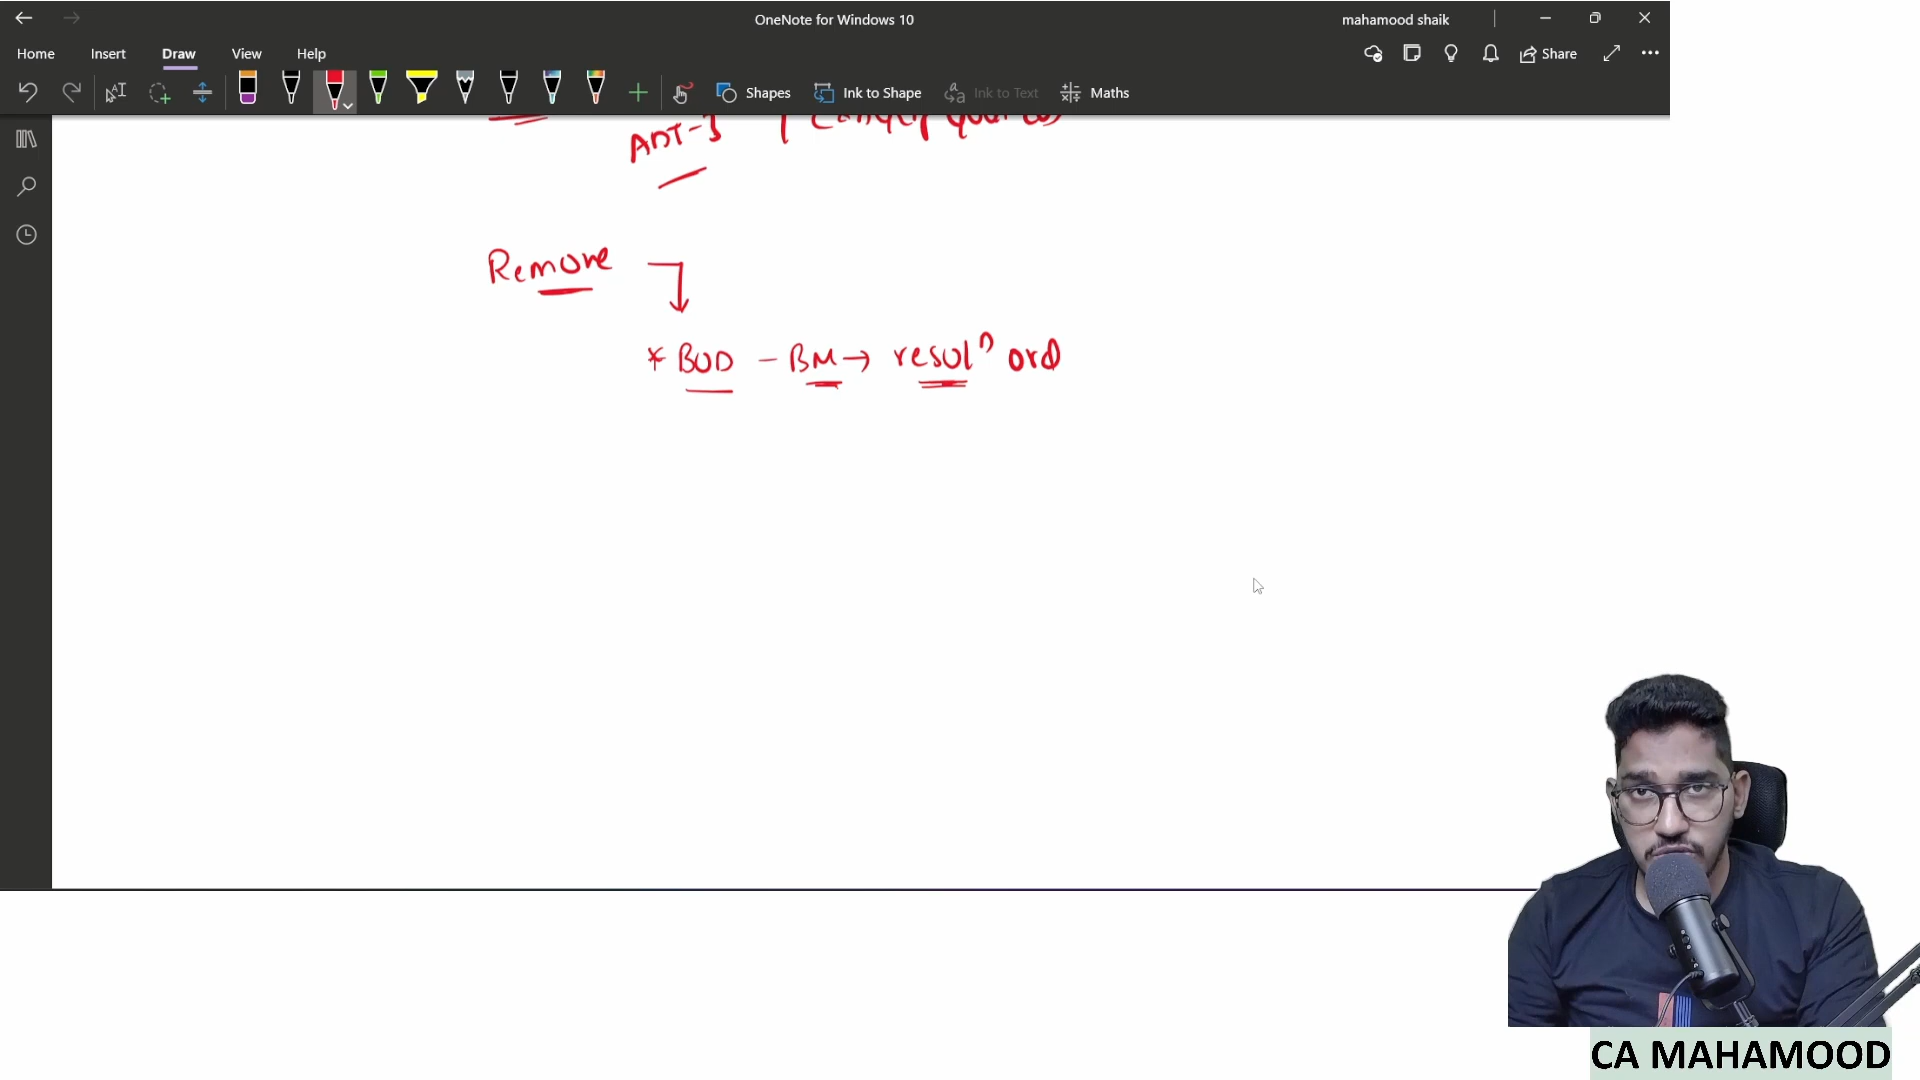 OneNote for Windows 10
mahamood shaik
Home Insert Draw View Help
Share
Shapes Ink to Shape Ink to Text Maths
ADT-3
Remove
* BOD - BM → resolⁿ ord
CA MAHAMOOD